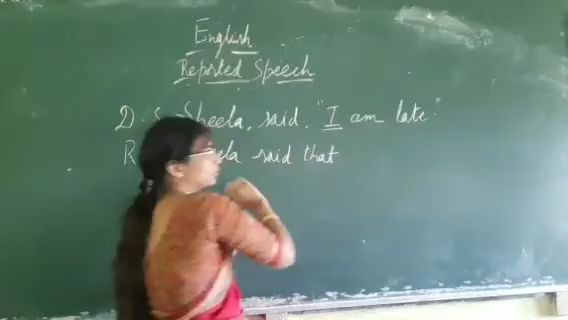 English
Reported Speech
D. S. Sheela, said, "I am late."
R said that